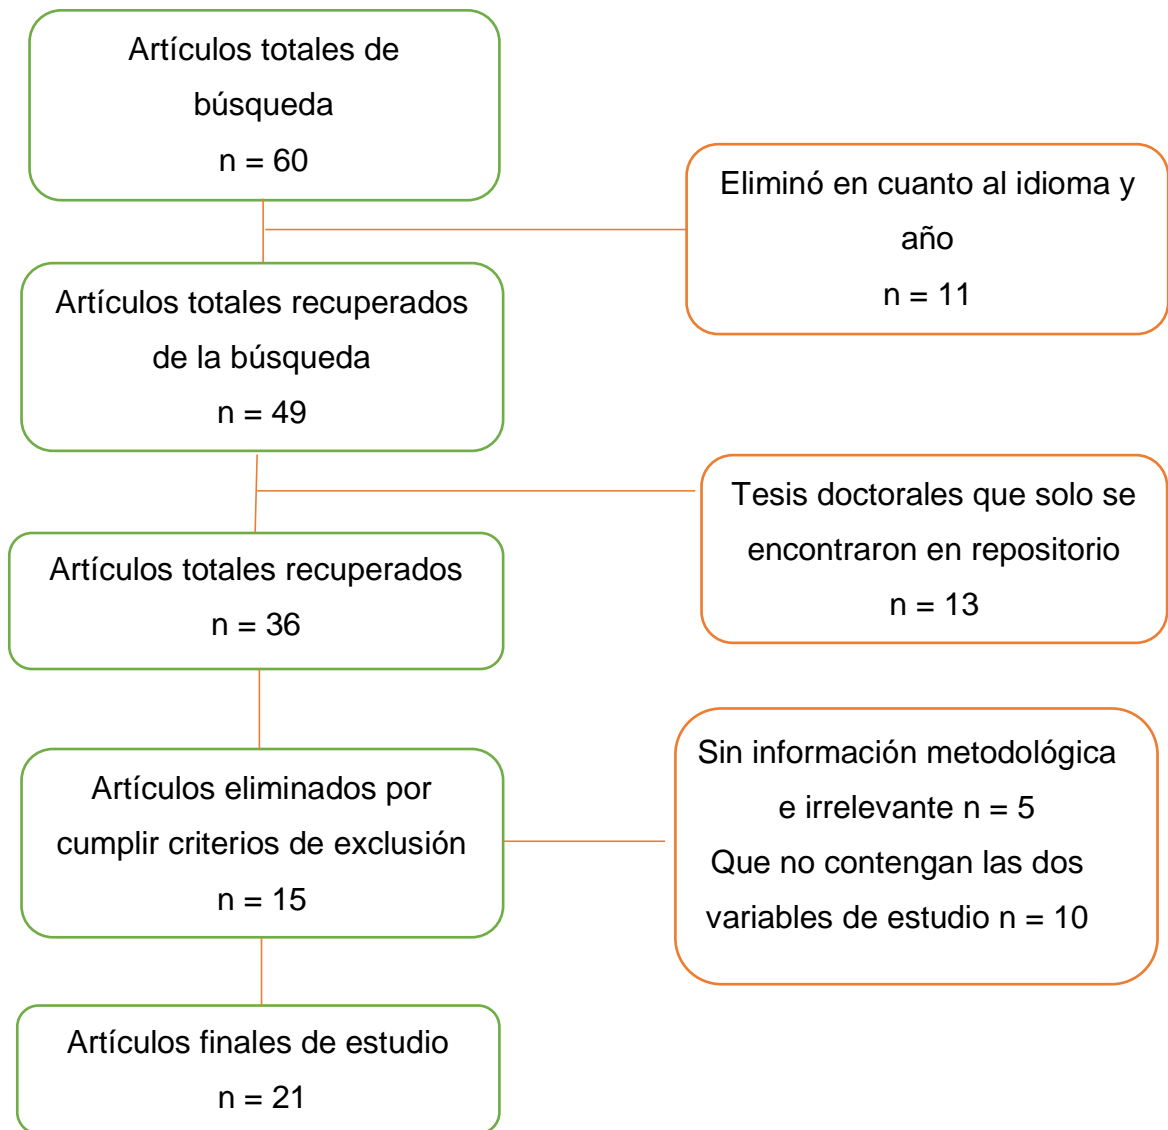 Artículos totales de
búsqueda
n = 60
Eliminó en cuanto al idioma y
año
n = 11
Artículos totales recuperados
de la búsqueda
n = 49
Tesis doctorales que solo se
encontraron en repositorio
n = 13
Artículos totales recuperados
n = 36
Artículos eliminados por
cumplir criterios de exclusión
n = 15
Sin información metodológica
e irrelevante n = 5
Que no contengan las dos
variables de estudio n = 10
Artículos finales de estudio
n = 21